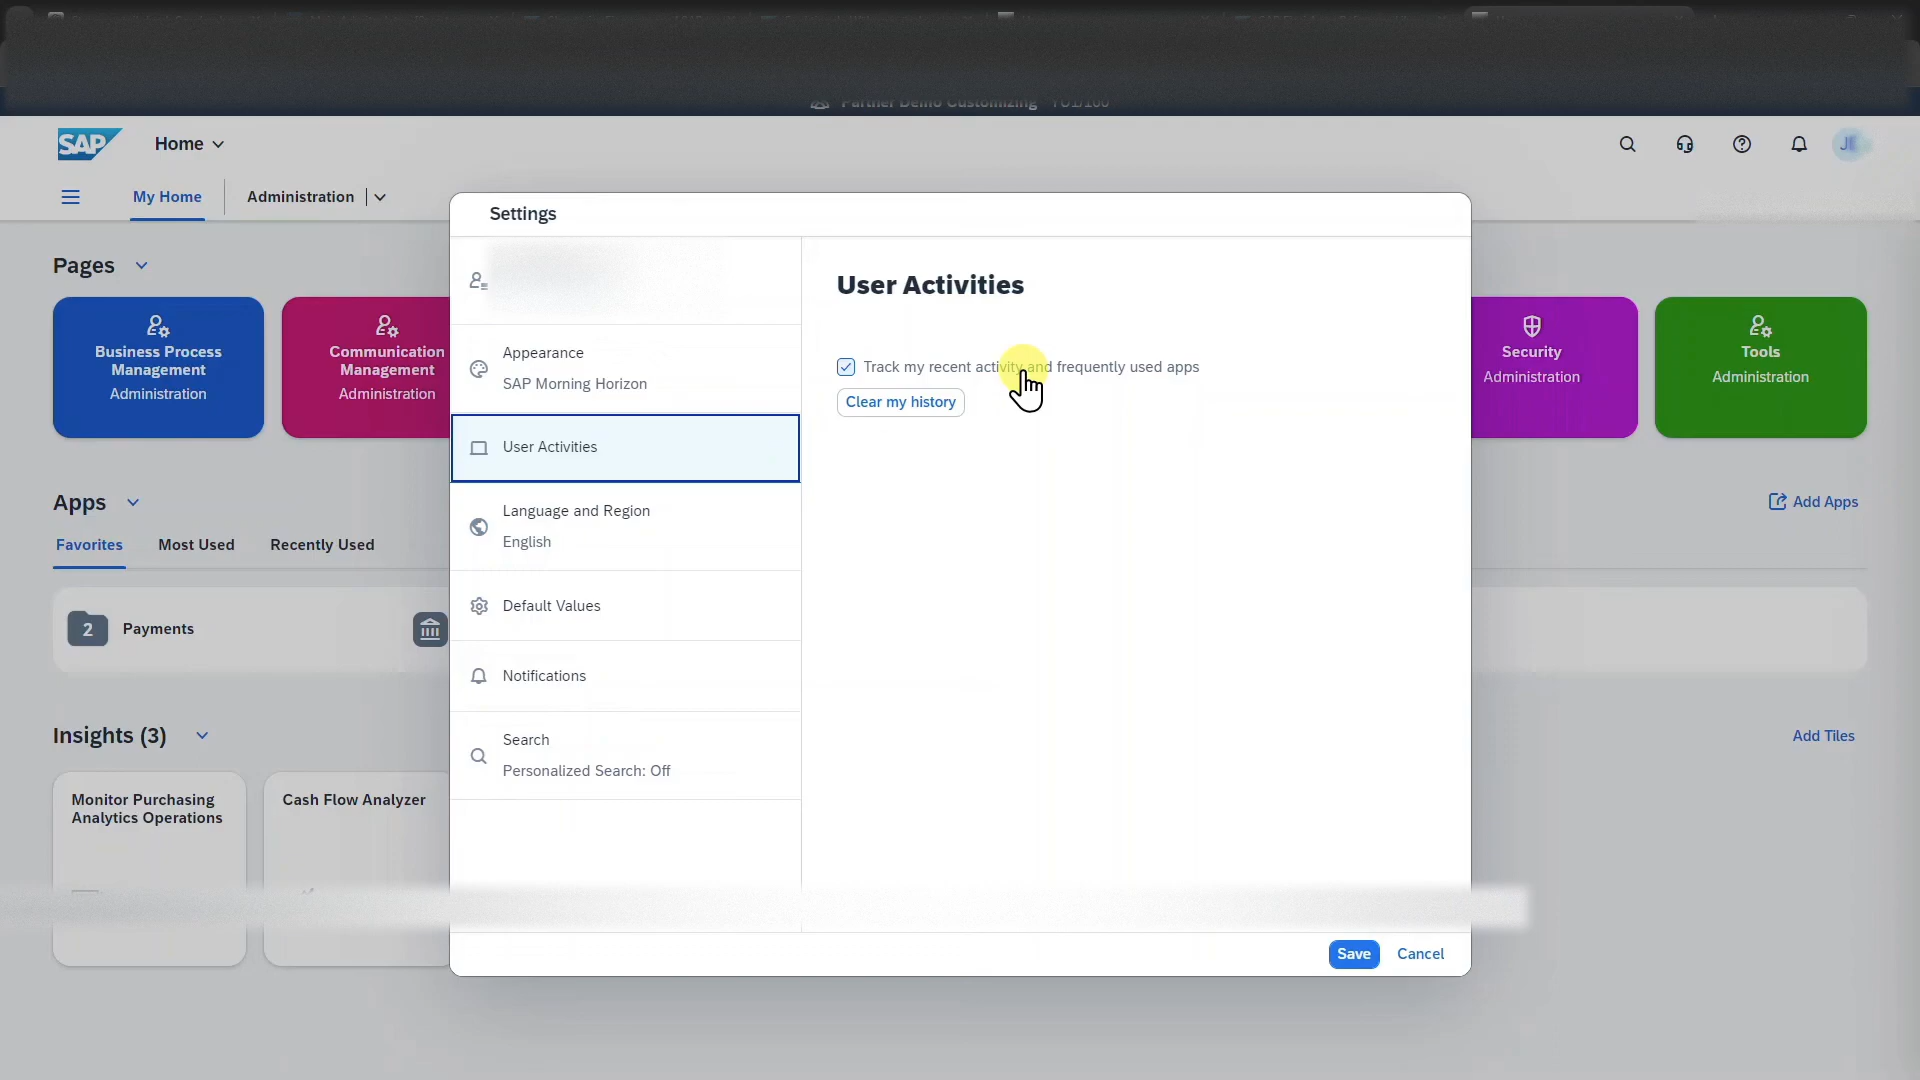 Partner Demo Customizing
SAP
Home
My Home
Administration
Pages
Business Process
Management
Administration
Communication
Management
Administration
Security
Administration
Tools
Administration
Apps
Add Apps
Favorites
Most Used
Recently Used
2
Payments
Insights (3)
Add Tiles
Monitor Purchasing
Analytics Operations
Cash Flow Analyzer
Settings
Appearance
SAP Morning Horizon
User Activities
Language and Region
English
Default Values
Notifications
Search
Personalized Search: Off
User Activities
Track my recent activity and frequently used apps
Clear my history
Save
Cancel